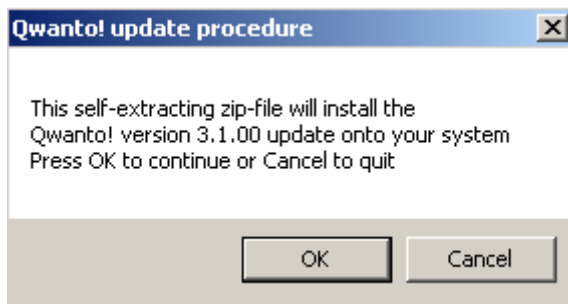 Qwanto! update procedure
This self-extracting zip-file will install the
Qwanto! version 3.1.00 update onto your system
Press OK to continue or Cancel to quit
OK
Cancel